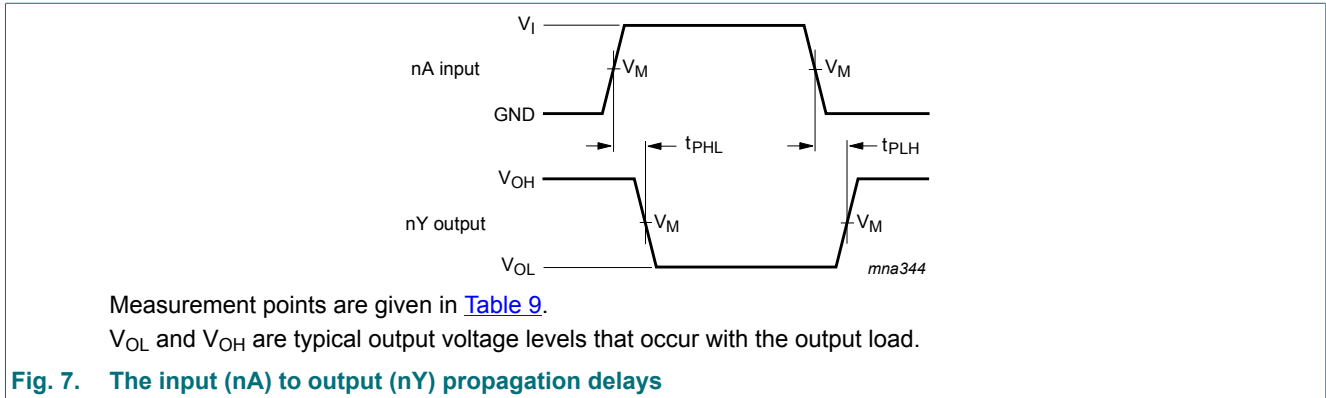 V_I
nA input
V_M
V_M
GND
t_PHL
t_PLH
V_OH
nY output
V_M
V_M
V_OL
mna344
Measurement points are given in Table 9.
V_OL and V_OH are typical output voltage levels that occur with the output load.
Fig. 7. The input (nA) to output (nY) propagation delays